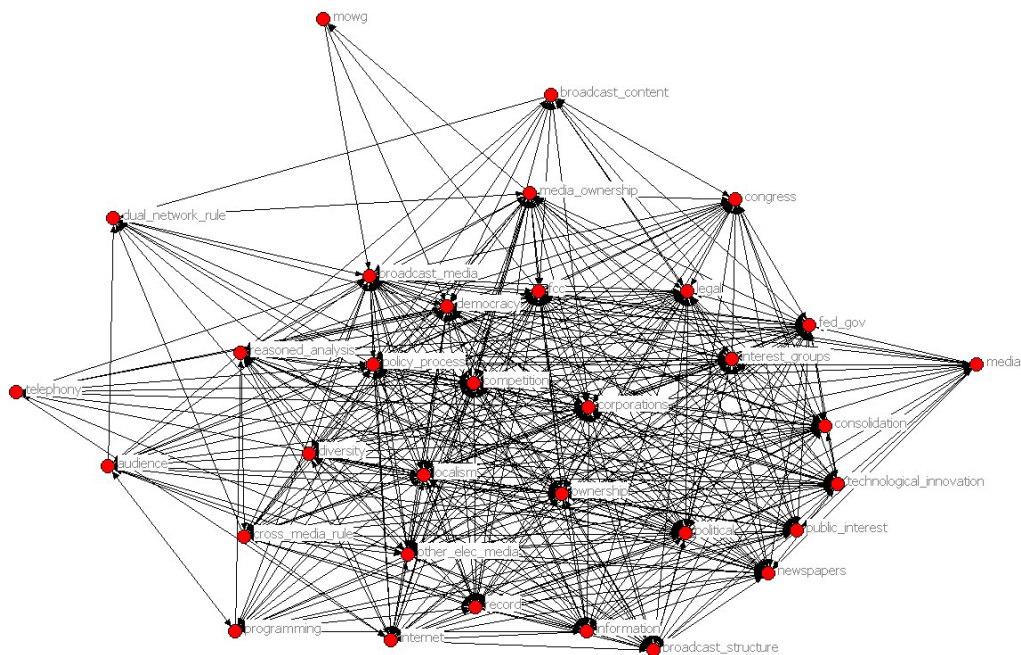 mowg
broadcast_content
media_ownership
congress
dual_network_rule
broadcast_media
fcc
legal
democracy
fed_gov
reasoned_analysis
policy_process
interest_groups
media
competition
telephony
corporations
consolidation
diversity
audience
localism
technological_innovation
ownership
cross_media_rule
political
public_interest
other_elec_media
newspapers
record
programming
internet
information
broadcast_structure